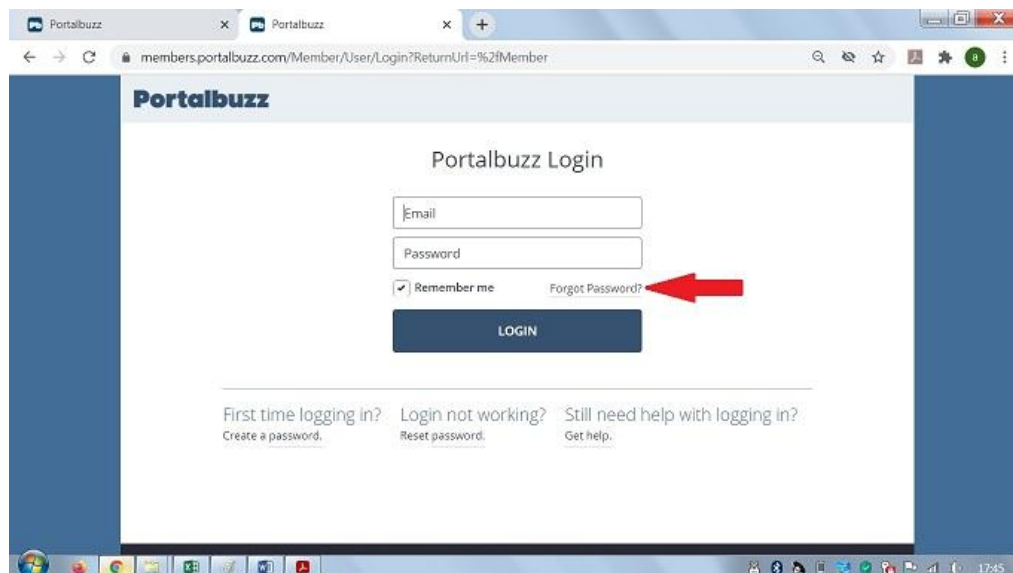 Portalbuzz
Portalbuzz
members.portalbuzz.com/Member/User/Login?ReturnUrl=%2fMember
a
Portalbuzz
Portalbuzz Login
Email
Password
Remember me Forgot Password?
LOGIN
First time logging in? Login not working? Still need help with logging in?
Create a password. Reset password. Get help.
17:45